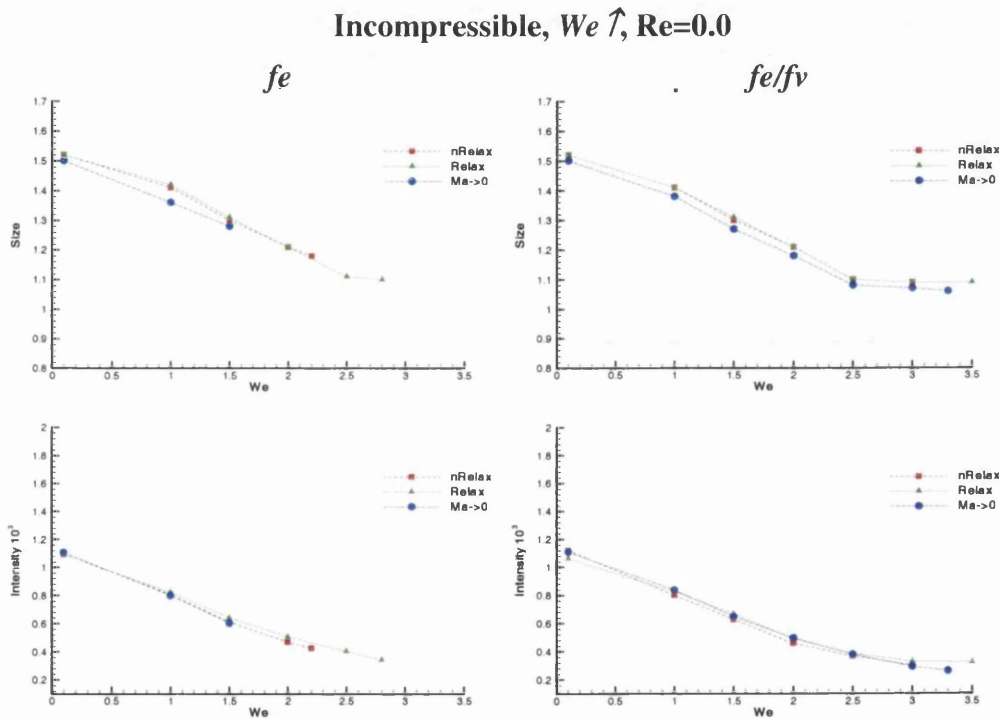 Incompressible, We ↑, Re=0.0
fe
fe/fv
1.7
1.6
1.5
1.4
1.3
1.2
1.1
1
0.9
0.8
Size
0 0.5 1 1.5 2 2.5 3 3.5
We
nRelax
Relax
Ma->0
1.7
1.6
1.5
1.4
1.3
1.2
1.1
1
0.9
0.8
Size
0 0.5 1 1.5 2 2.5 3 3.5
We
nRelax
Relax
Ma->0
2
1.8
1.6
1.4
1.2
1
0.8
0.6
0.4
0.2
Intensity 10³
0 0.5 1 1.5 2 2.5 3 3.5
We
nRelax
Relax
Ma->0
2
1.8
1.6
1.4
1.2
1
0.8
0.6
0.4
0.2
Intensity 10³
0 0.5 1 1.5 2 2.5 3 3.5
We
nRelax
Relax
Ma->0